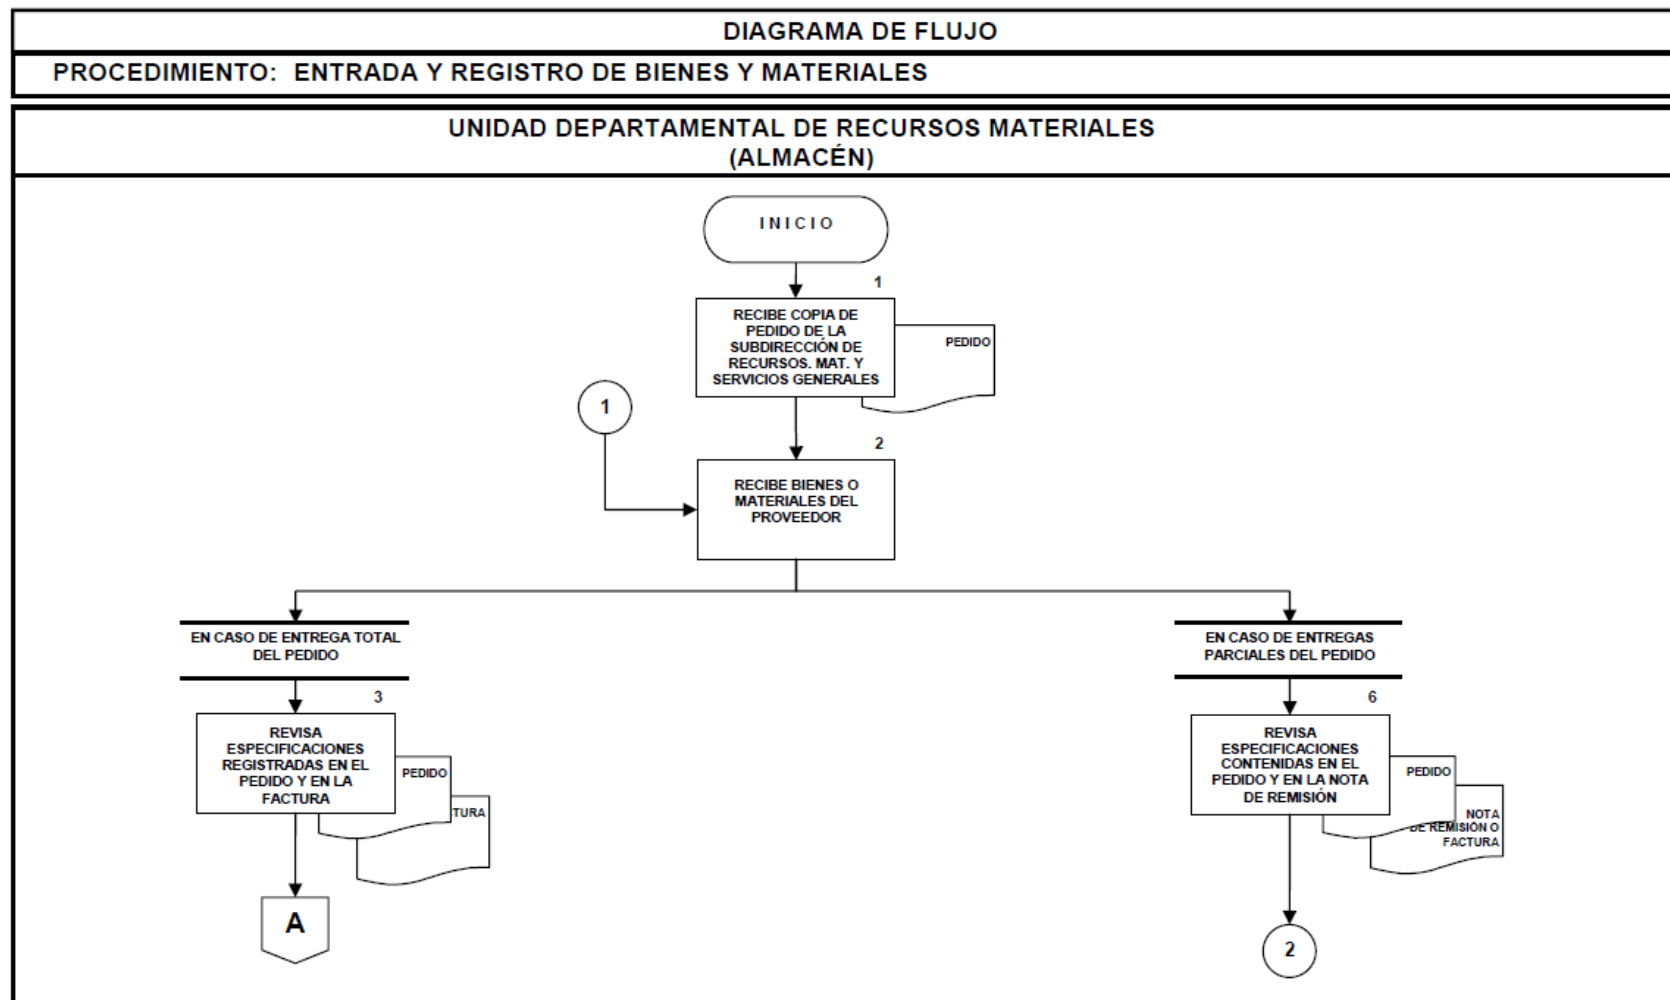 DIAGRAMA DE FLUJO
PROCEDIMIENTO: ENTRADA Y REGISTRO DE BIENES Y MATERIALES
UNIDAD DEPARTAMENTAL DE RECURSOS MATERIALES
(ALMACÉN)
INICIO
1
RECIBE COPIA DE
PEDIDO DE LA
SUBDIRECCIÓN DE
RECURSOS. MAT. Y
SERVICIOS GENERALES
PEDIDO
1
2
RECIBE BIENES O
MATERIALES DEL
PROVEEDOR
EN CASO DE ENTREGA TOTAL
DEL PEDIDO
3
REVISA
ESPECIFICACIONES
REGISTRADAS EN EL
PEDIDO Y EN LA
FACTURA
PEDIDO
TURA
A
EN CASO DE ENTREGAS
PARCIALES DEL PEDIDO
6
REVISA
ESPECIFICACIONES
CONTENIDAS EN EL
PEDIDO Y EN LA NOTA
DE REMISIÓN
PEDIDO
NOTA
DE REMISIÓN O
FACTURA
2